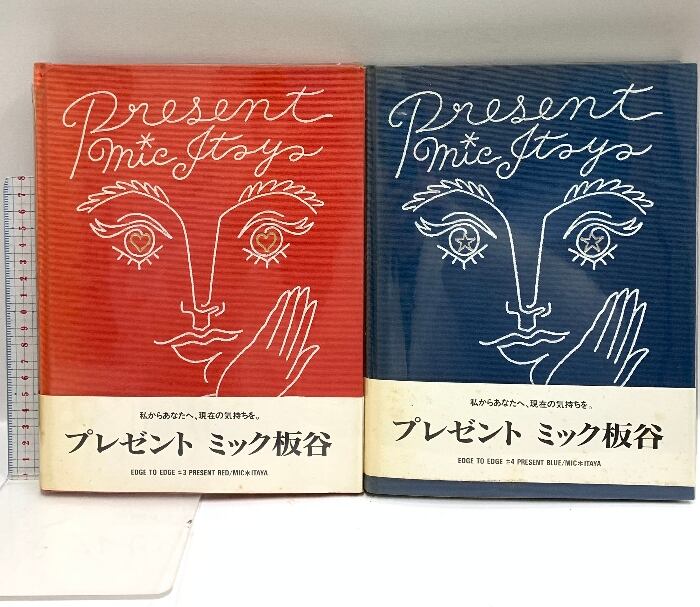 Present
mic*Itaya
私からあなたへ、現在の気持ちを。
プレゼント ミック板谷
EDGE TO EDGE #3 PRESENT RED/MIC*ITAYA
Present
mic*Itaya
私からあなたへ、現在の気持ちを。
プレゼント ミック板谷
EDGE TO EDGE #4 PRESENT BLUE/MIC*ITAYA